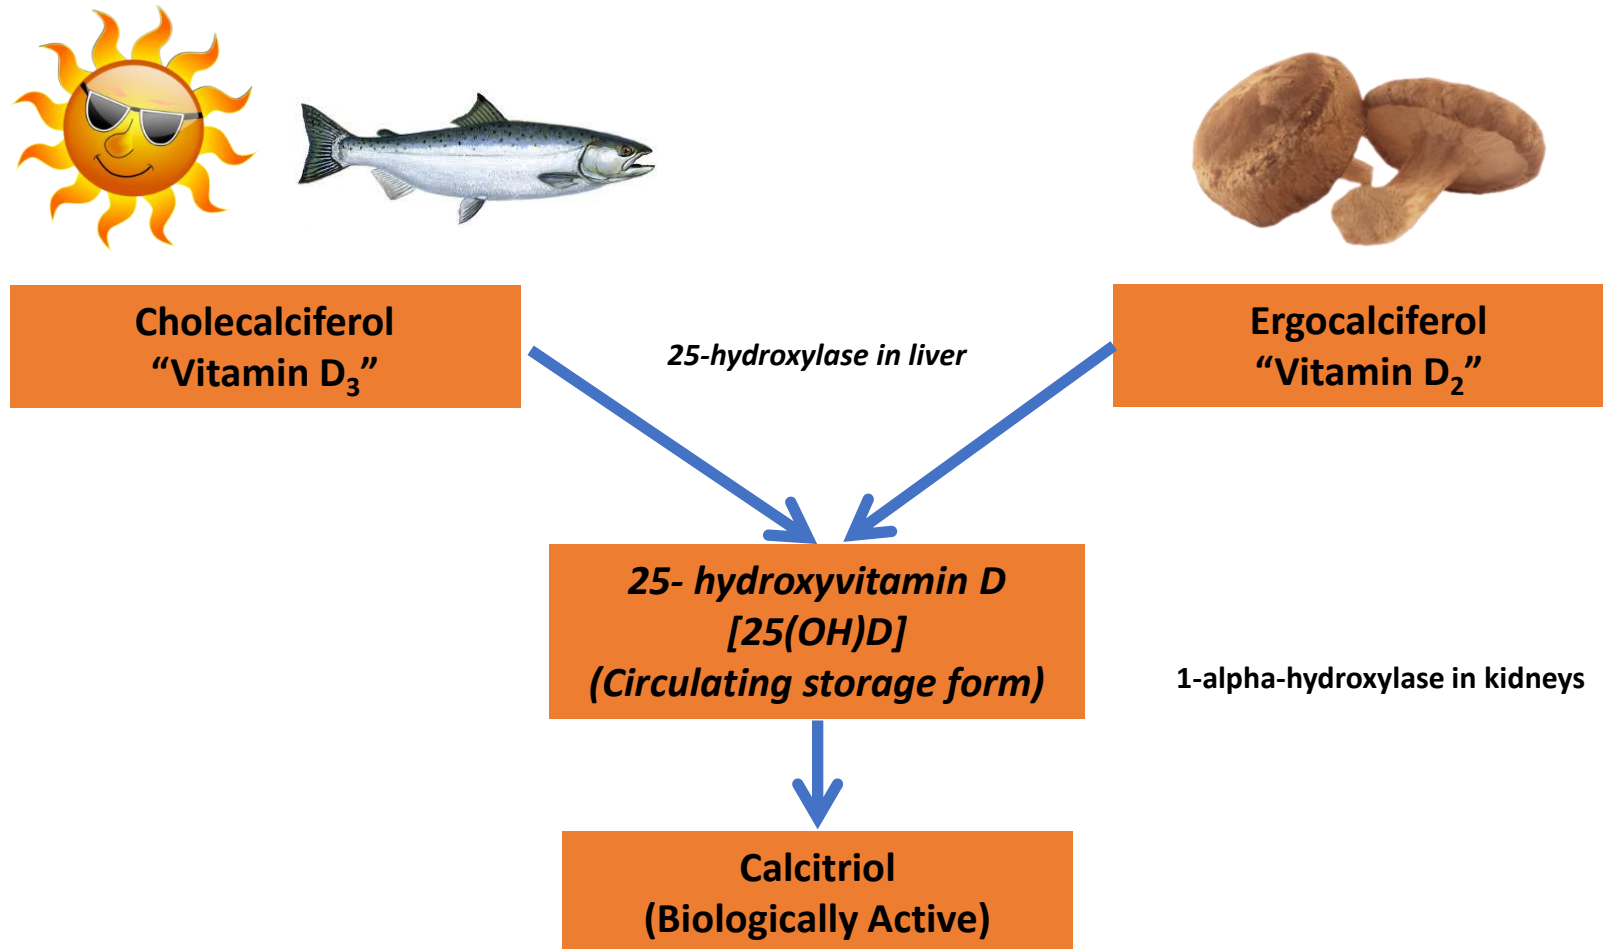 Cholecalciferol
“Vitamin D₃”
25-hydroxylase in liver
Ergocalciferol
“Vitamin D₂”
25- hydroxyvitamin D
[25(OH)D]
(Circulating storage form)
1-alpha-hydroxylase in kidneys
Calcitriol
(Biologically Active)